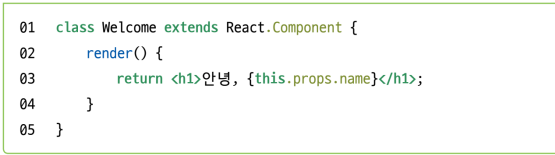 01 class Welcome extends React.Component {
02     render() {
03         return <h1>안녕, {this.props.name}</h1>;
04     }
05 }